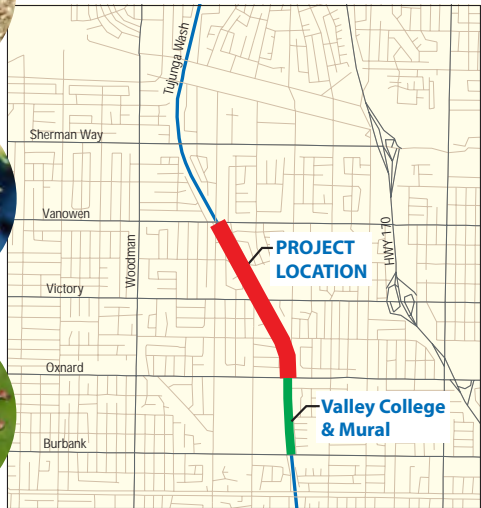 Tujunga Wash
Sherman Way
Vanowen
Woodman
HWY 170
PROJECT
LOCATION
Victory
Oxnard
Valley College
& Mural
Burbank